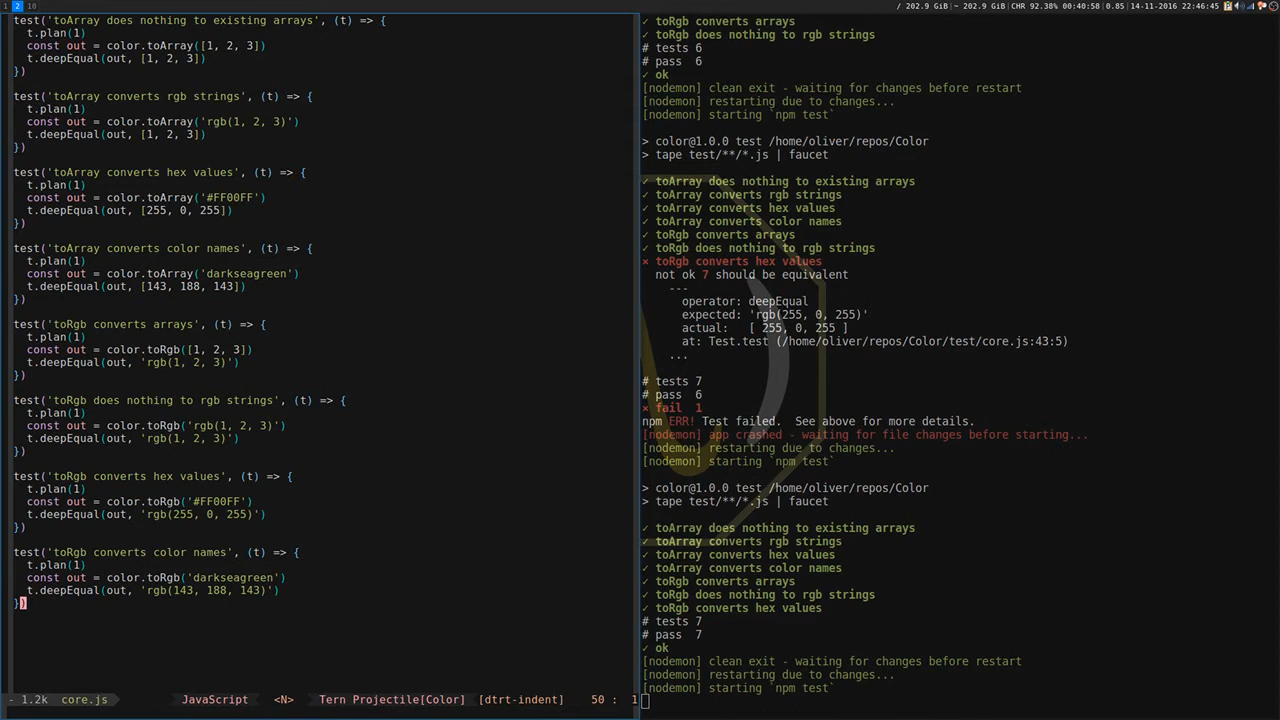 1 2 10 / 202.9 GiB| ~ 202.9 GiB|CHR 92.38% 00:40:58|0.85 14-11-2016 22:46:45
test('toArray does nothing to existing arrays', (t) => {
  t.plan(1)
  const out = color.toArray([1, 2, 3])
  t.deepEqual(out, [1, 2, 3])
})
test('toArray converts rgb strings', (t) => {
  t.plan(1)
  const out = color.toArray('rgb(1, 2, 3)')
  t.deepEqual(out, [1, 2, 3])
})
test('toArray converts hex values', (t) => {
  t.plan(1)
  const out = color.toArray('#FF00FF')
  t.deepEqual(out, [255, 0, 255])
})
test('toArray converts color names', (t) => {
  t.plan(1)
  const out = color.toArray('darkseagreen')
  t.deepEqual(out, [143, 188, 143])
})
test('toRgb converts arrays', (t) => {
  t.plan(1)
  const out = color.toRgb([1, 2, 3])
  t.deepEqual(out, 'rgb(1, 2, 3)')
})
test('toRgb does nothing to rgb strings', (t) => {
  t.plan(1)
  const out = color.toRgb('rgb(1, 2, 3)')
  t.deepEqual(out, 'rgb(1, 2, 3)')
})
test('toRgb converts hex values', (t) => {
  t.plan(1)
  const out = color.toRgb('#FF00FF')
  t.deepEqual(out, 'rgb(255, 0, 255)')
})
test('toRgb converts color names', (t) => {
  t.plan(1)
  const out = color.toRgb('darkseagreen')
  t.deepEqual(out, 'rgb(143, 188, 143)')
})
- 1.2k core.js JavaScript <N> Tern Projectile[Color] [dtrt-indent] 50 : 1
✓ toRgb converts arrays
✓ toRgb does nothing to rgb strings
# tests 6
# pass  6
✓ ok
[nodemon] clean exit - waiting for changes before restart
[nodemon] restarting due to changes...
[nodemon] starting `npm test`
> color@1.0.0 test /home/oliver/repos/Color
> tape test/**/*.js | faucet
✓ toArray does nothing to existing arrays
✓ toArray converts rgb strings
✓ toArray converts hex values
✓ toArray converts color names
✓ toRgb converts arrays
✓ toRgb does nothing to rgb strings
⨯ toRgb converts hex values
  not ok 7 should be equivalent
    ---
      operator: deepEqual
      expected: 'rgb(255, 0, 255)'
      actual:   [ 255, 0, 255 ]
      at: Test.test (/home/oliver/repos/Color/test/core.js:43:5)
    ...
# tests 7
# pass  6
⨯ fail  1
npm ERR! Test failed.  See above for more details.
[nodemon] app crashed - waiting for file changes before starting...
[nodemon] restarting due to changes...
[nodemon] starting `npm test`
> color@1.0.0 test /home/oliver/repos/Color
> tape test/**/*.js | faucet
✓ toArray does nothing to existing arrays
✓ toArray converts rgb strings
✓ toArray converts hex values
✓ toArray converts color names
✓ toRgb converts arrays
✓ toRgb does nothing to rgb strings
✓ toRgb converts hex values
# tests 7
# pass  7
✓ ok
[nodemon] clean exit - waiting for changes before restart
[nodemon] restarting due to changes...
[nodemon] starting `npm test`